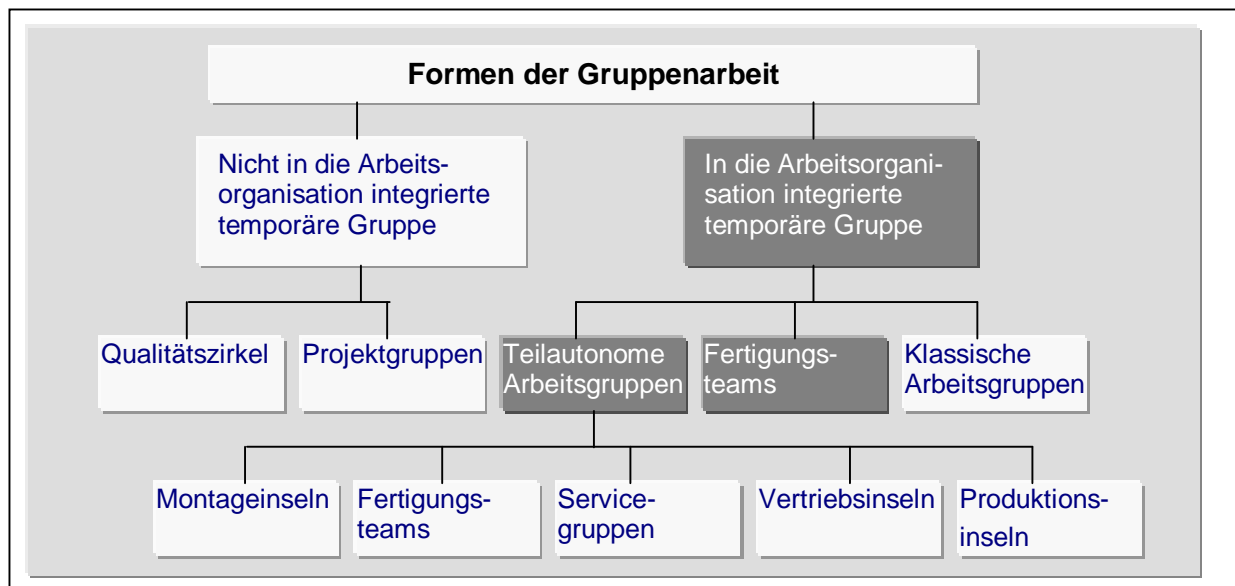 Formen der Gruppenarbeit
Nicht in die Arbeits-
organisation integrierte
temporäre Gruppe
In die Arbeitsorgani-
sation integrierte
temporäre Gruppe
Qualitätszirkel
Projektgruppen
Teilautonome
Arbeitsgruppen
Fertigungs-
teams
Klassische
Arbeitsgruppen
Montageinseln
Fertigungs-
teams
Service-
gruppen
Vertriebsinseln
Produktions-
inseln